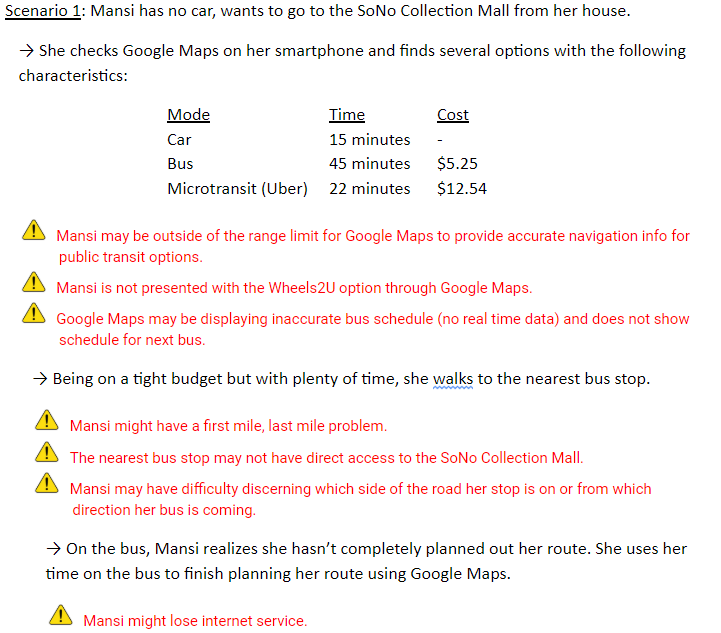 Scenario 1: Mansi has no car, wants to go to the SoNo Collection Mall from her house.
→ She checks Google Maps on her smartphone and finds several options with the following
characteristics:
Mode Time Cost
Car 15 minutes -
Bus 45 minutes $5.25
Microtransit (Uber) 22 minutes $12.54
Mansi may be outside of the range limit for Google Maps to provide accurate navigation info for
public transit options.
Mansi is not presented with the Wheels2U option through Google Maps.
Google Maps may be displaying inaccurate bus schedule (no real time data) and does not show
schedule for next bus.
→ Being on a tight budget but with plenty of time, she walks to the nearest bus stop.
Mansi might have a first mile, last mile problem.
The nearest bus stop may not have direct access to the SoNo Collection Mall.
Mansi may have difficulty discerning which side of the road her stop is on or from which
direction her bus is coming.
→ On the bus, Mansi realizes she hasn't completely planned out her route. She uses her
time on the bus to finish planning her route using Google Maps.
Mansi might lose internet service.